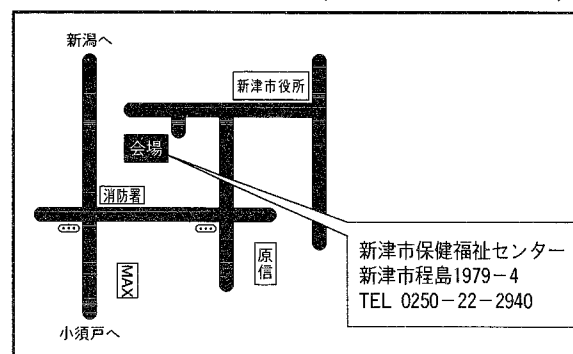 新潟へ
新津市役所
会場
消防署
原信
MAX
小須戸へ
新津市保健福祉センター
新津市程島1979－4
TEL 0250－22－2940